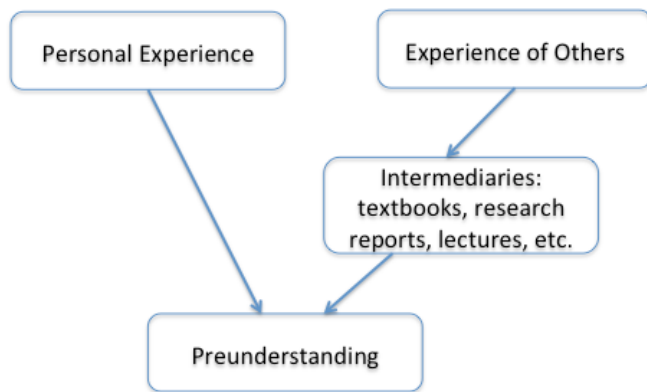 Personal Experience
Experience of Others
Intermediaries:
textbooks, research
reports, lectures, etc.
Preunderstanding